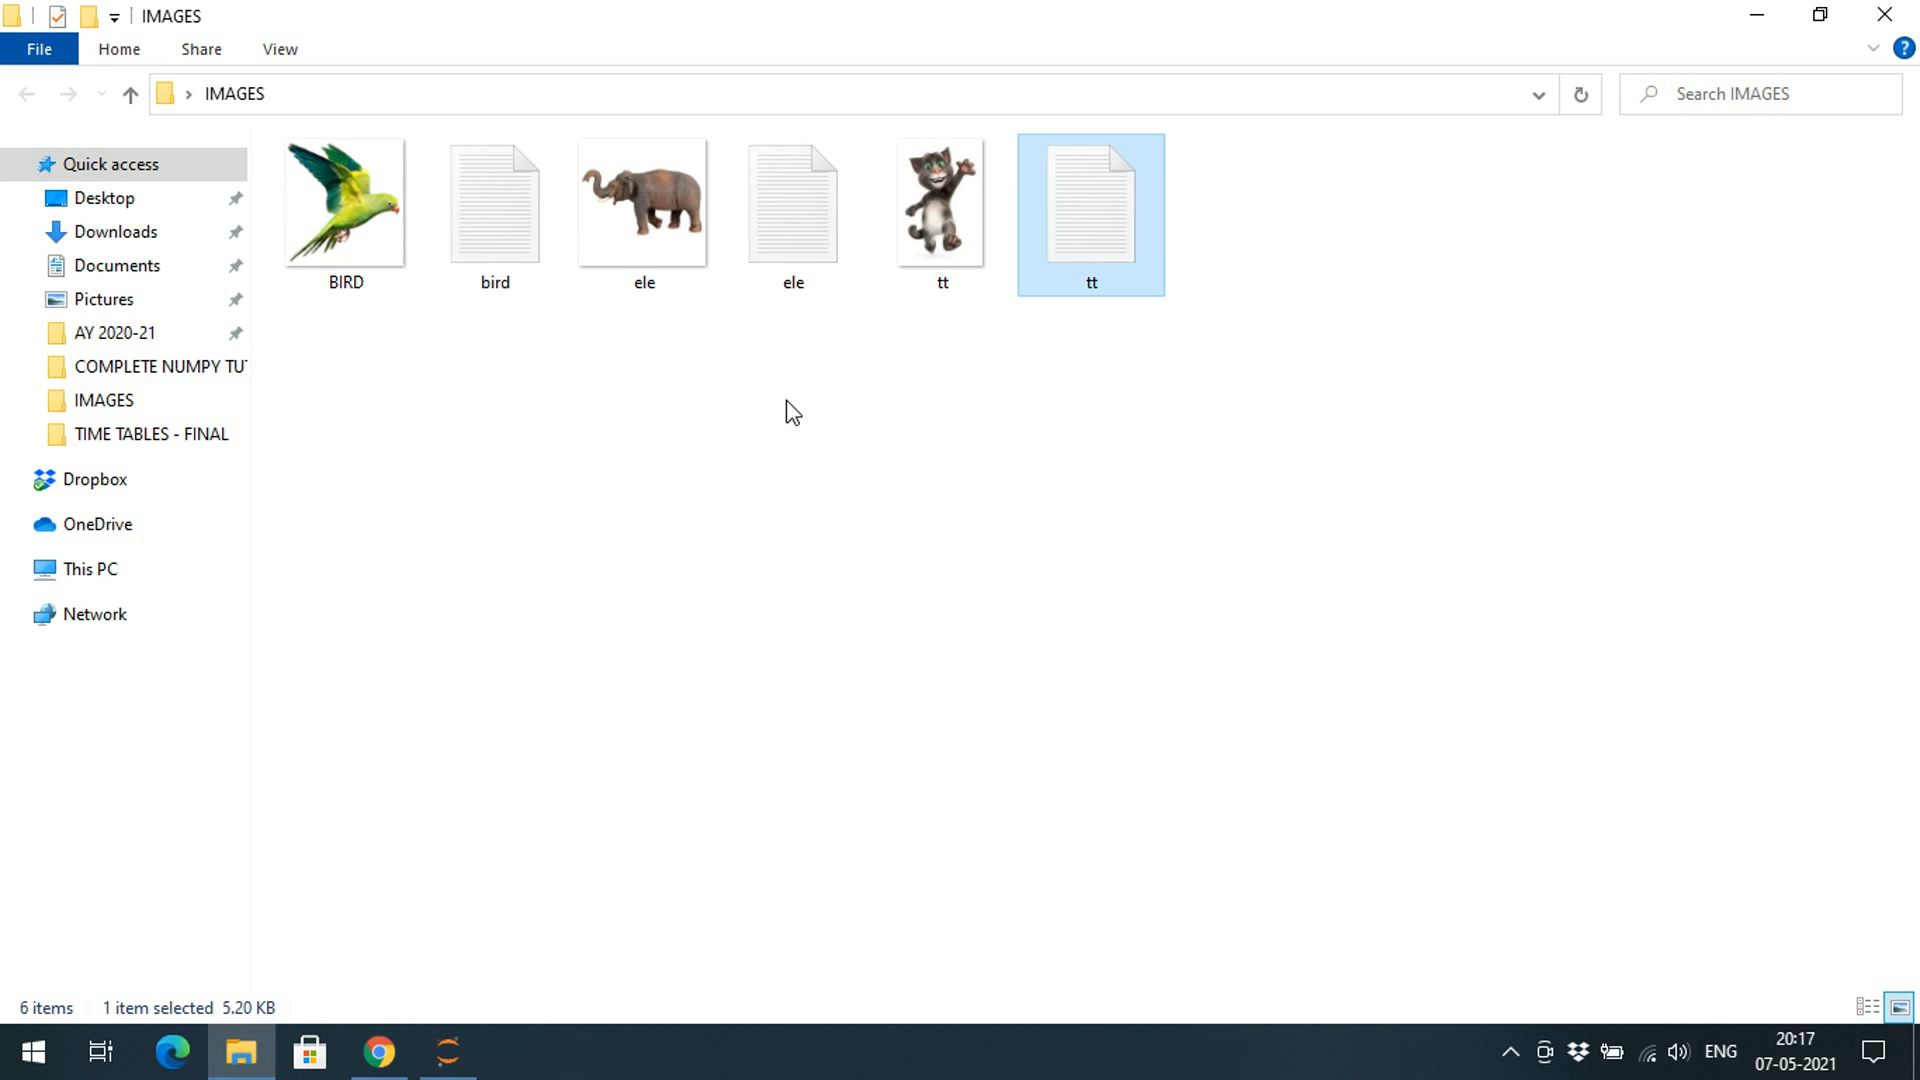 IMAGES
File Home Share View
IMAGES
Search IMAGES
Quick access
Desktop
Downloads
Documents
Pictures
AY 2020-21
COMPLETE NUMPY TU
IMAGES
TIME TABLES - FINAL
Dropbox
OneDrive
This PC
Network
BIRD bird ele ele tt tt
6 items 1 item selected 5.20 KB
ENG
20:17
07-05-2021